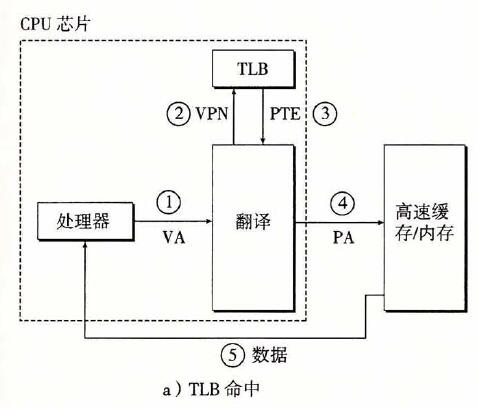 CPU 芯片
TLB
② VPN
PTE ③
①
处理器
VA
翻译
④
PA
高速缓
存/内存
⑤ 数据
a）TLB 命中